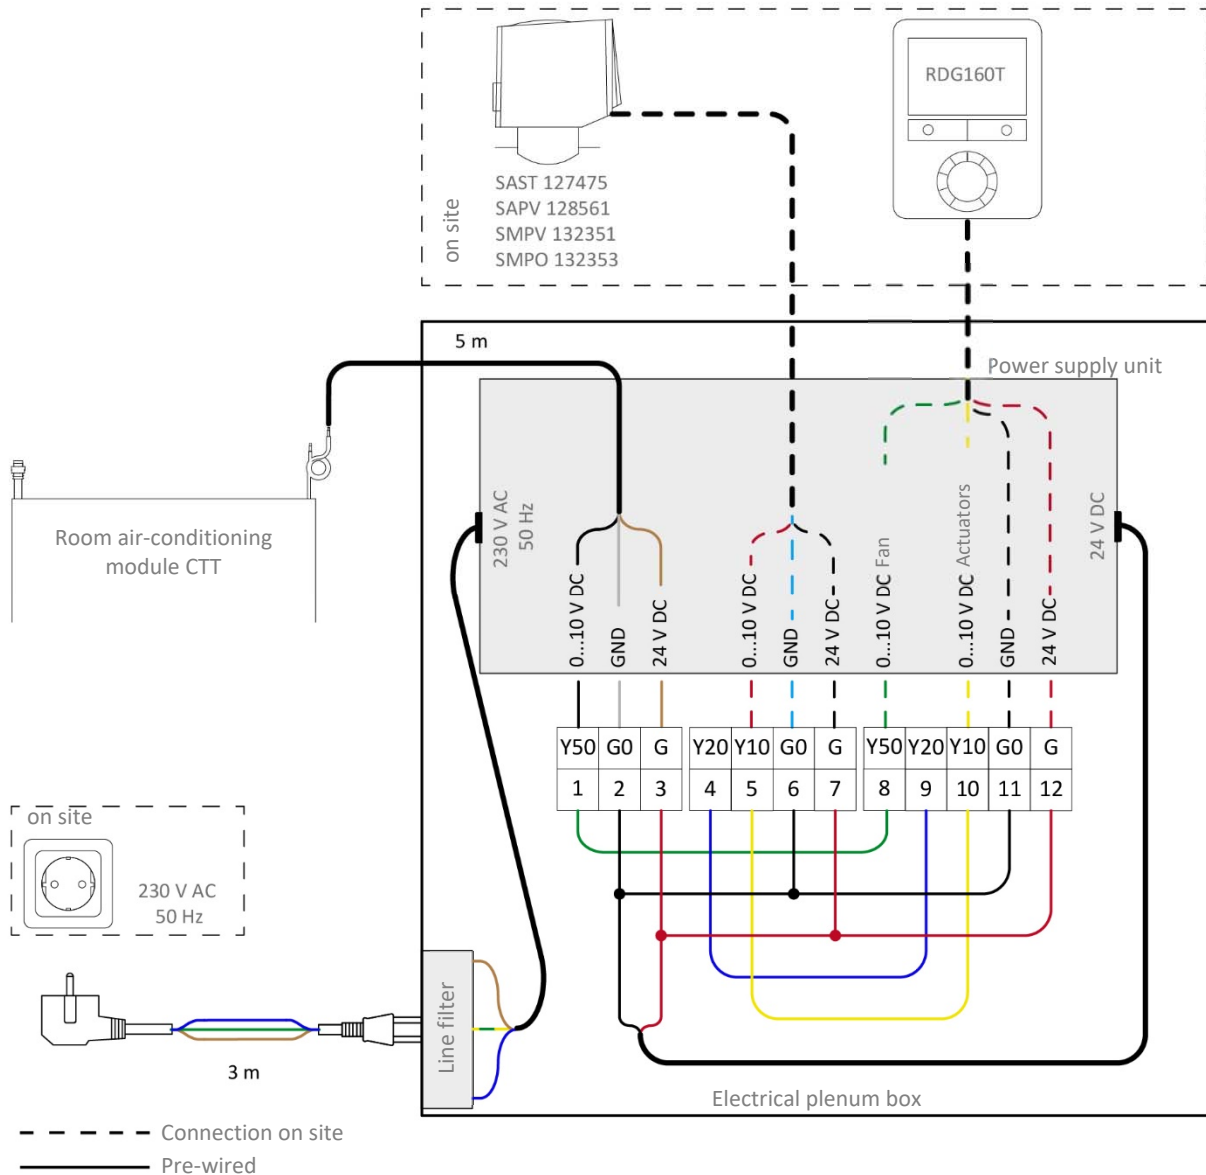 RDG160T
SAST 127475
SAPV 128561
SMPV 132351
SMPO 132353
on site
5 m
Power supply unit
Room air-conditioning
module CTT
230 V AC
50 Hz
0...10 V DC
GND
24 V DC
0...10 V DC
GND
24 V DC
0...10 V DC Fan
0...10 V DC Actuators
GND
24 V DC
24 V DC
Y50 G0 G Y20 Y10 G0 G Y50 Y20 Y10 G0 G
1 2 3 4 5 6 7 8 9 10 11 12
on site
230 V AC
50 Hz
Line filter
3 m
Electrical plenum box
Connection on site
Pre-wired